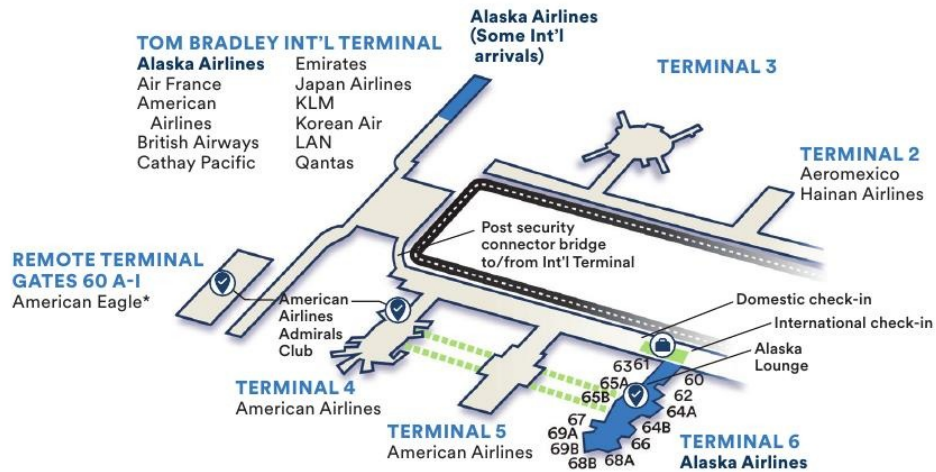 Alaska Airlines
(Some Int'l
arrivals)
TOM BRADLEY INT'L TERMINAL
Alaska Airlines
Air France
American
Airlines
British Airways
Cathay Pacific
Emirates
Japan Airlines
KLM
Korean Air
LAN
Qantas
TERMINAL 3
TERMINAL 2
Aeromexico
Hainan Airlines
Post security
connector bridge
to/from Int'l Terminal
REMOTE TERMINAL
GATES 60 A-I
American Eagle*
American
Airlines
Admirals
Club
Domestic check-in
International check-in
Alaska
Lounge
63
61
65A
65B
60
62
64A
64B
67
69A
69B
66
68B
68A
TERMINAL 4
American Airlines
TERMINAL 5
American Airlines
TERMINAL 6
Alaska Airlines